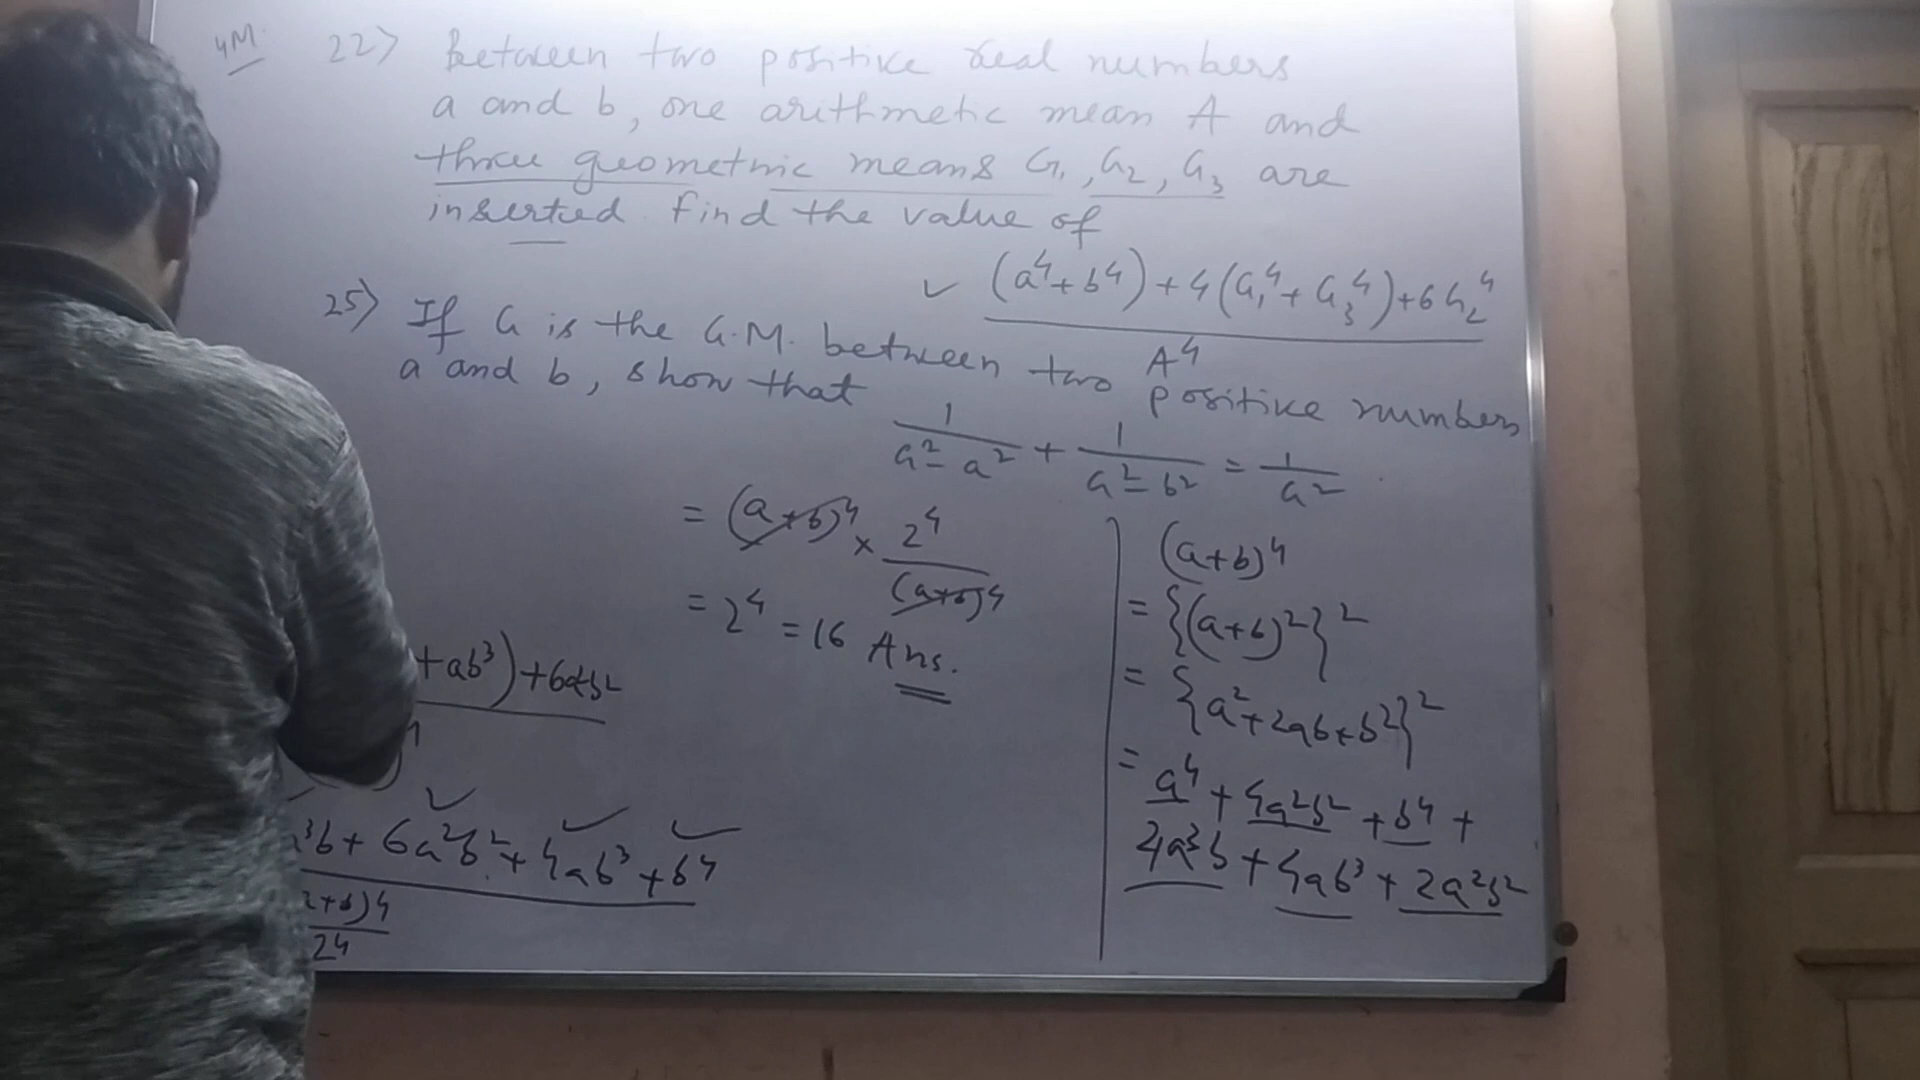 4M. 22> Between two positive real numbers
a and b, one arithmetic mean A and
three geometric means G₁, G₂, G₃ are
inserted. Find the value of
✓ (a⁴+b⁴)+4(G₁⁴+G₃⁴)+6G₂⁴
A⁴
25> If G is the G.M. between two positive numbers
a and b, show that
1/(G²-a²) + 1/(G²-b²) = 1/G²
= (a+b)⁴ × 2⁴/(a+b)⁴
= 2⁴ = 16 Ans.
+ab³)+6a²b²
³b + 6a²b² + 4ab³ + b⁴
+b)4
24
(a+b)⁴
= {(a+b)²}²
= {a²+2ab+b²}²
= a⁴ + 4a²b² + b⁴ +
4a³b + 4ab³ + 2a²b²